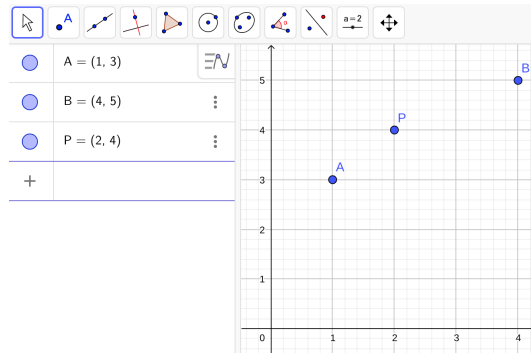 A
a = 2
A = (1, 3)
B = (4, 5)
P = (2, 4)
+
B
5
P
4
A
3
2
1
0 1 2 3 4